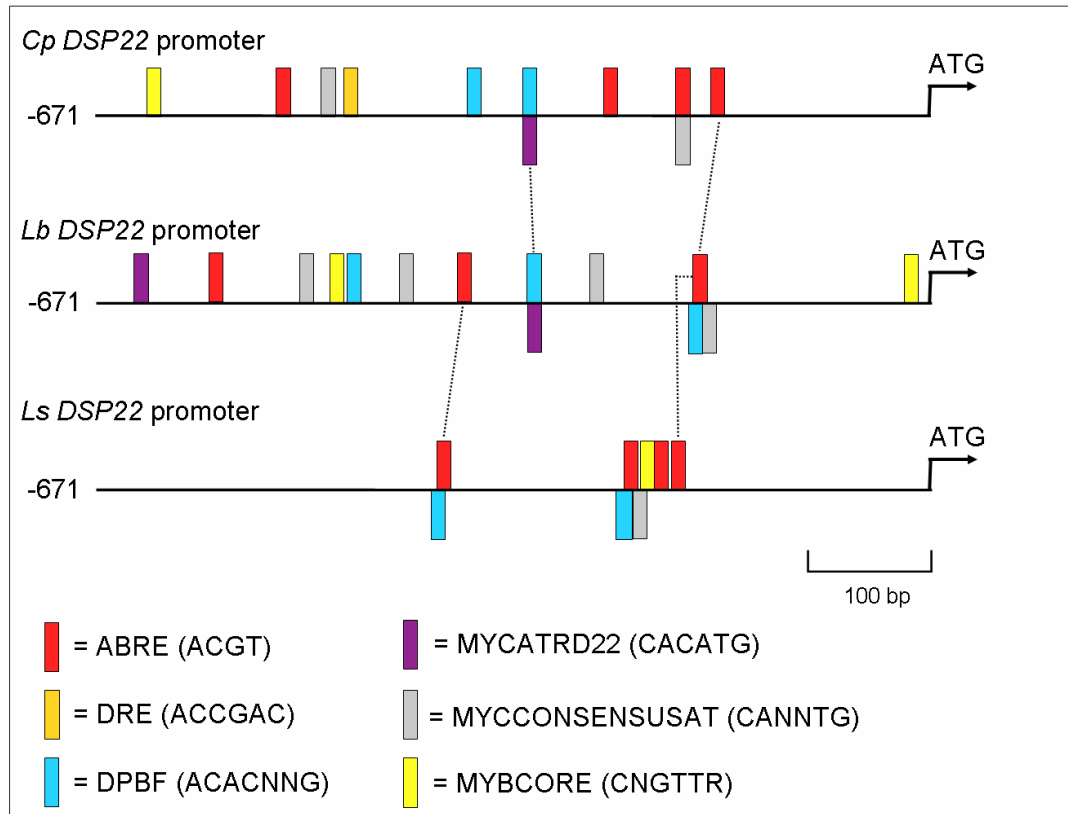 Cp DSP22 promoter
ATG
-671
Lb DSP22 promoter
ATG
-671
Ls DSP22 promoter
ATG
-671
100 bp
= ABRE (ACGT)
= MYCATRD22 (CACATG)
= DRE (ACCGAC)
= MYCCONSENSUSAT (CANNTG)
= DPBF (ACACNNG)
= MYBCORE (CNGTTR)